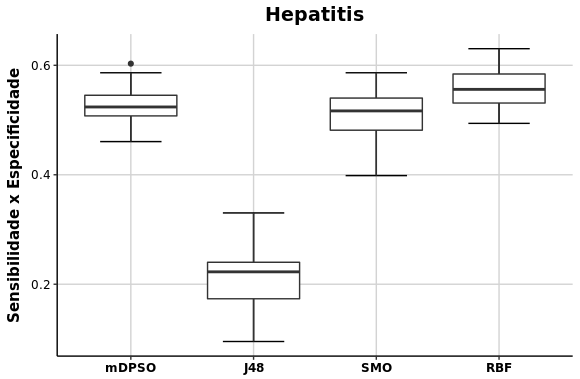 Hepatitis
Sensibilidade x Especificidade
0.6
0.4
0.2
mDPSO J48 SMO RBF